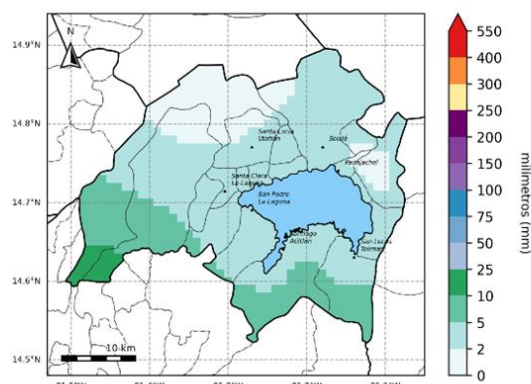 14.9°N
14.8°N
14.7°N
14.6°N
14.5°N
N
Santa Lucía
Utatlán
Sololá
Panajachel
Santa Clara
La Laguna
San Pedro
La Laguna
Santiago
Atitlán
San Lucas
Tolimán
10 km
550
400
300
250
200
150
100
75
50
25
10
5
2
0
milímetros (mm)